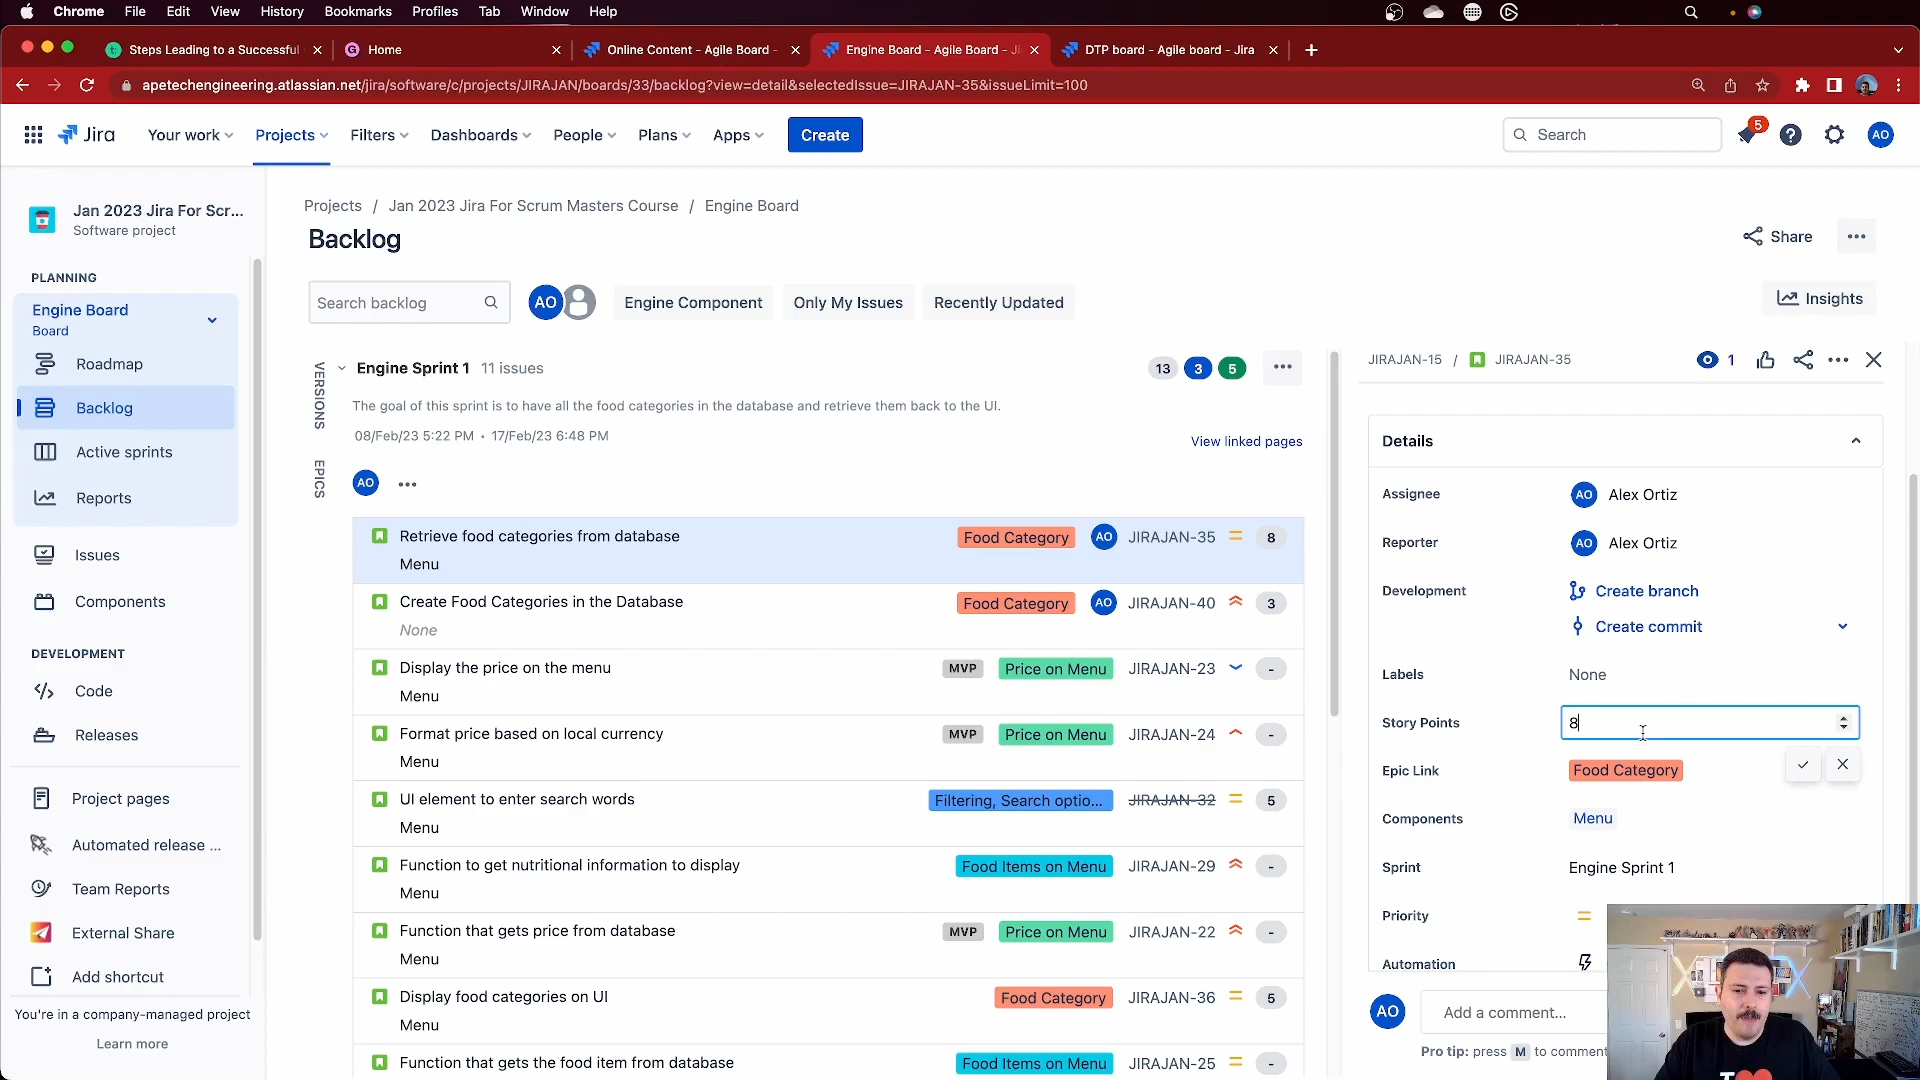 Chrome File Edit View History Bookmarks Profiles Tab Window Help
Steps Leading to a Successful
Home
Online Content - Agile Board -
Engine Board - Agile Board - Ji
DTP board - Agile board - Jira
apetechengineering.atlassian.net/jira/software/c/projects/JIRAJAN/boards/33/backlog?view=detail&selectedIssue=JIRAJAN-35&issueLimit=100
Jira Your work Projects Filters Dashboards People Plans Apps Create
Search
5
AO
Jan 2023 Jira For Scr...
Software project
PLANNING
Engine Board
Board
Roadmap
Backlog
Active sprints
Reports
Issues
Components
DEVELOPMENT
Code
Releases
Project pages
Automated release ...
Team Reports
External Share
Add shortcut
You're in a company-managed project
Learn more
Projects / Jan 2023 Jira For Scrum Masters Course / Engine Board
Backlog
Share
Search backlog
AO
Engine Component
Only My Issues
Recently Updated
Insights
VERSIONS
EPICS
Engine Sprint 1 11 issues
13 3 5
The goal of this sprint is to have all the food categories in the database and retrieve them back to the UI.
08/Feb/23 5:22 PM • 17/Feb/23 6:48 PM
View linked pages
AO
Retrieve food categories from database Food Category AO JIRAJAN-35 8
Menu
Create Food Categories in the Database Food Category AO JIRAJAN-40 3
None
Display the price on the menu MVP Price on Menu JIRAJAN-23 -
Menu
Format price based on local currency MVP Price on Menu JIRAJAN-24 -
Menu
UI element to enter search words Filtering, Search optio... JIRAJAN-32 5
Menu
Function to get nutritional information to display Food Items on Menu JIRAJAN-29 -
Menu
Function that gets price from database MVP Price on Menu JIRAJAN-22 -
Menu
Display food categories on UI Food Category JIRAJAN-36 5
Menu
Function that gets the food item from database Food Items on Menu JIRAJAN-25 -
JIRAJAN-15 / JIRAJAN-35
1
Details
Assignee AO Alex Ortiz
Reporter AO Alex Ortiz
Development Create branch
Create commit
Labels None
Story Points 8
Epic Link Food Category
Components Menu
Sprint Engine Sprint 1
Priority
Automation
AO Add a comment...
Pro tip: press M to comment